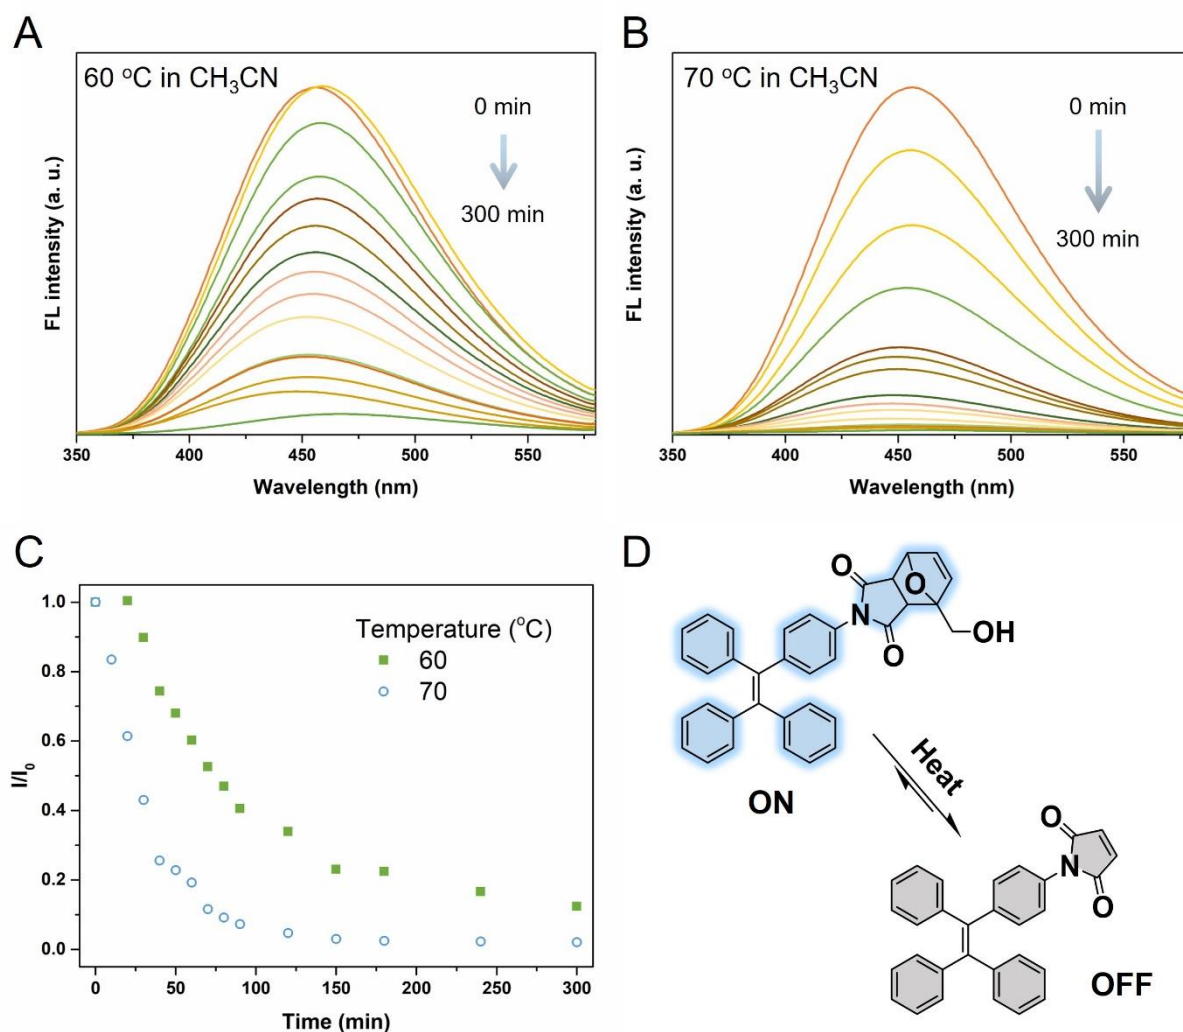 A
60 °C in CH₃CN
0 min
300 min
FL intensity (a. u.)
350
400
450
500
550
Wavelength (nm)
B
70 °C in CH₃CN
0 min
300 min
FL intensity (a. u.)
350
400
450
500
550
Wavelength (nm)
C
Temperature (°C)
60
70
1.0
0.8
0.6
0.4
0.2
0.0
I/I₀
0
50
100
150
200
250
300
Time (min)
D
O
O
N
O
OH
ON
Heat
O
N
O
OFF